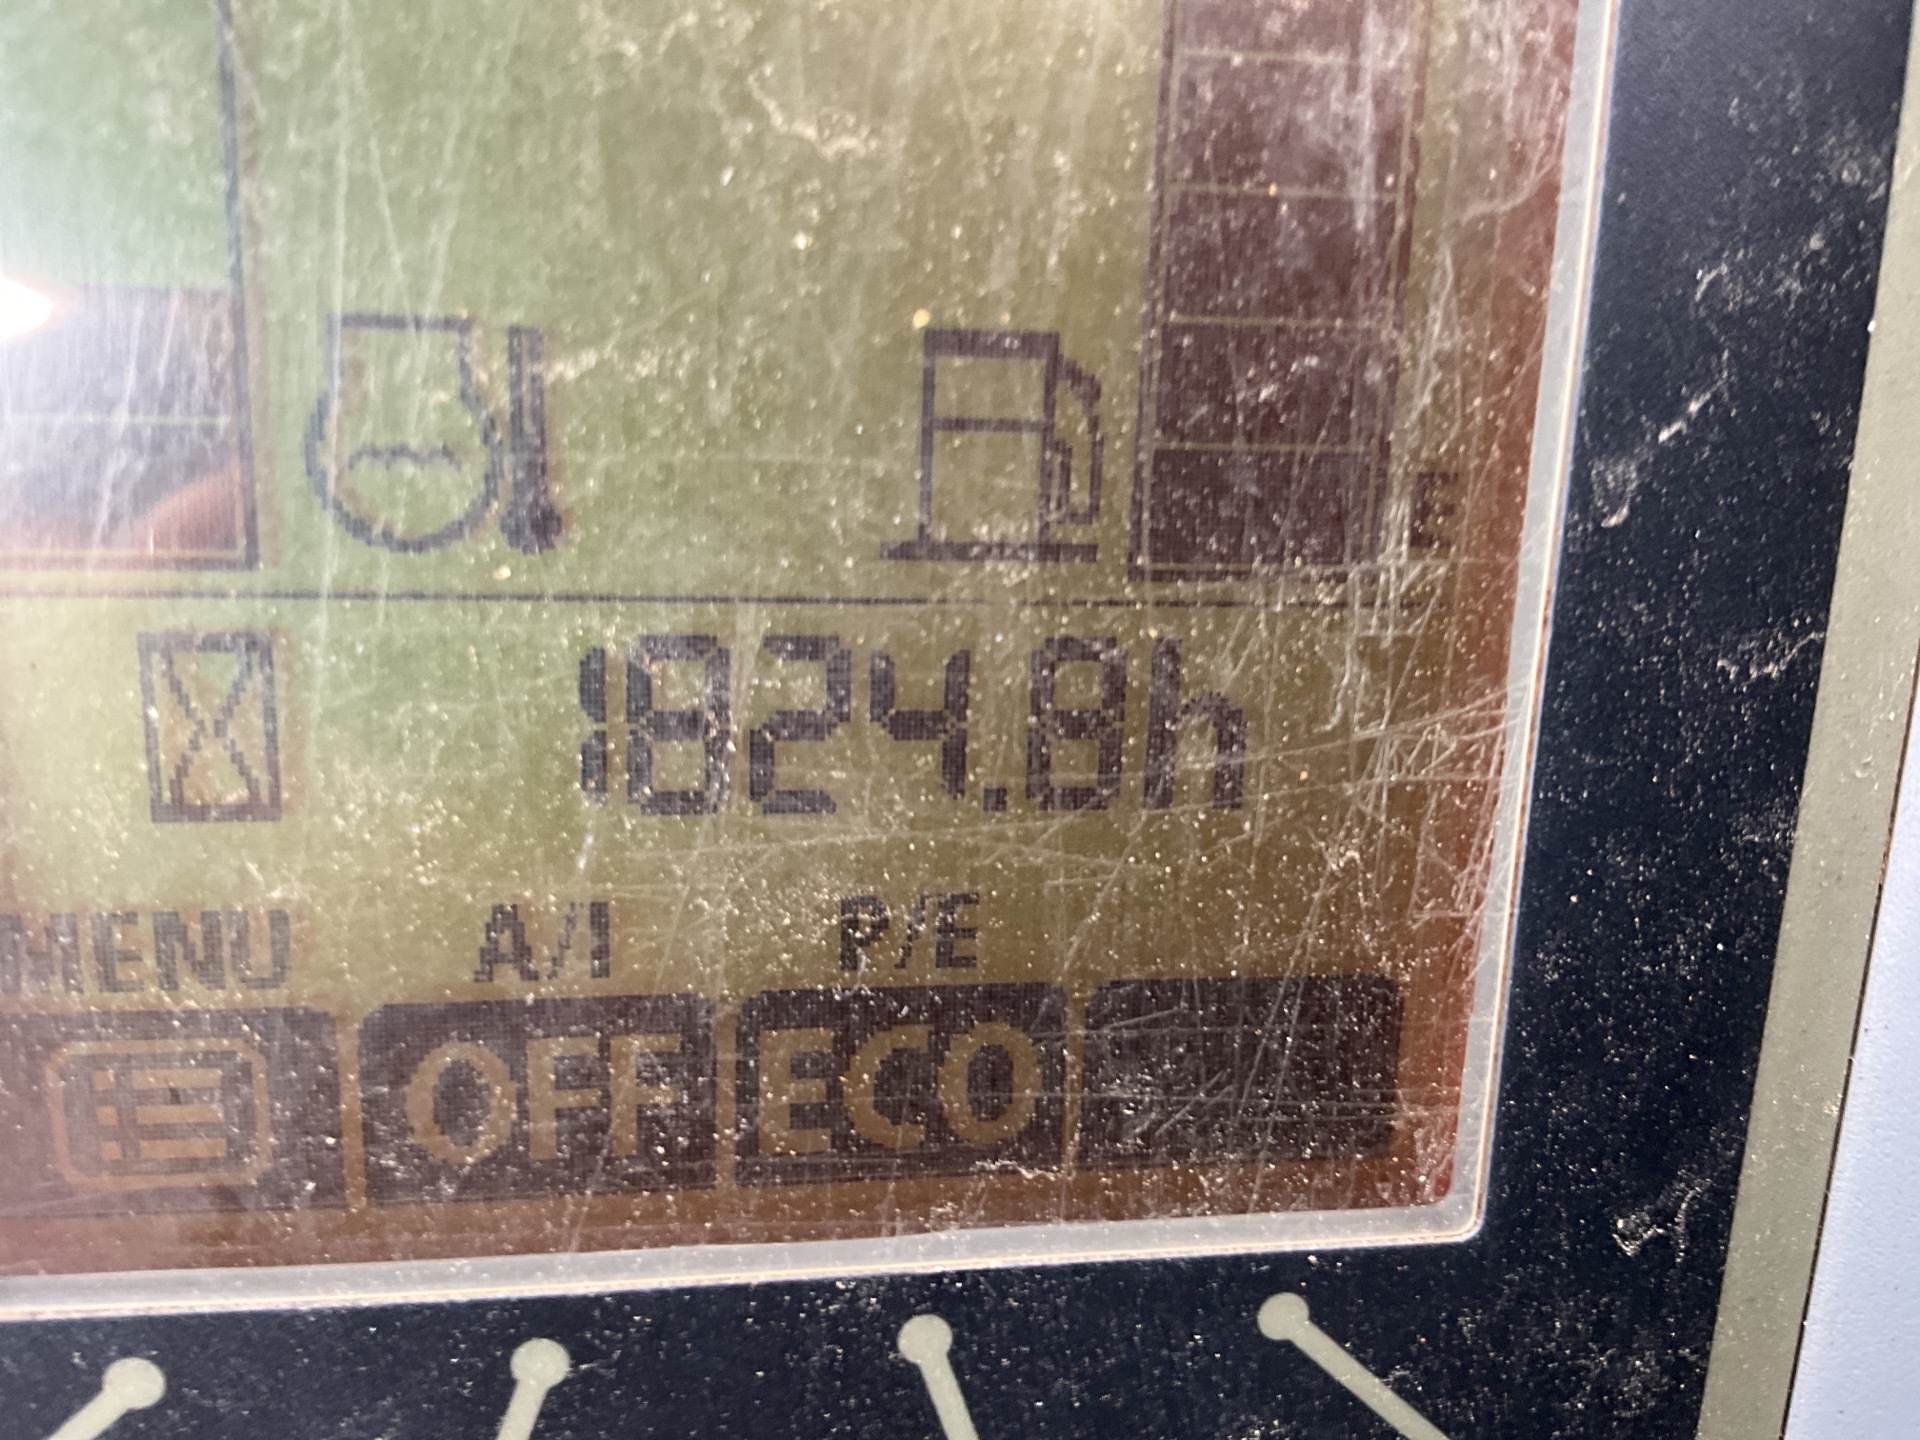 E
1824.8h
MENU A/I P/E
OFF ECO